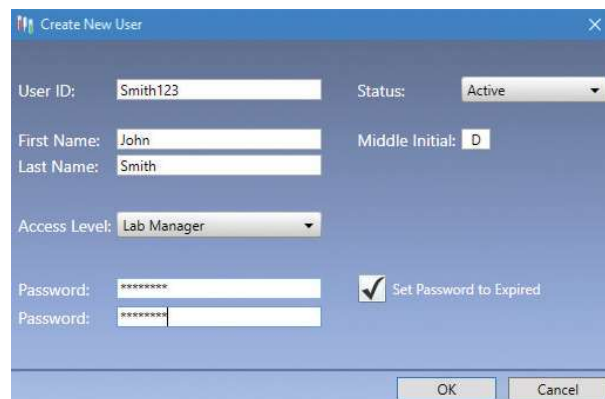 Create New User
User ID: Smith123 Status: Active
First Name: John Middle Initial: D
Last Name: Smith
Access Level: Lab Manager
Password: ******** Set Password to Expired
Password: ********
OK Cancel